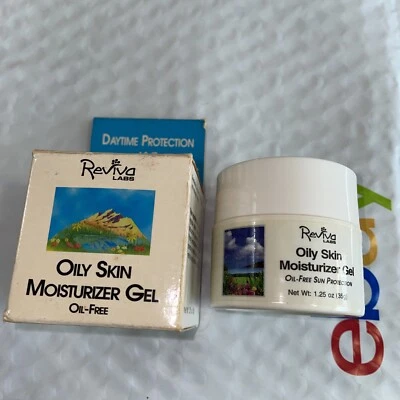 DAYTIME PROTECTION
Reviva
LABS
OILY SKIN
MOISTURIZER GEL
OIL-FREE
Reviva
LABS
Oily Skin
Moisturizer Gel
OIL-FREE SUN PROTECTION
Net Wt: 1.25 oz (35
ebay